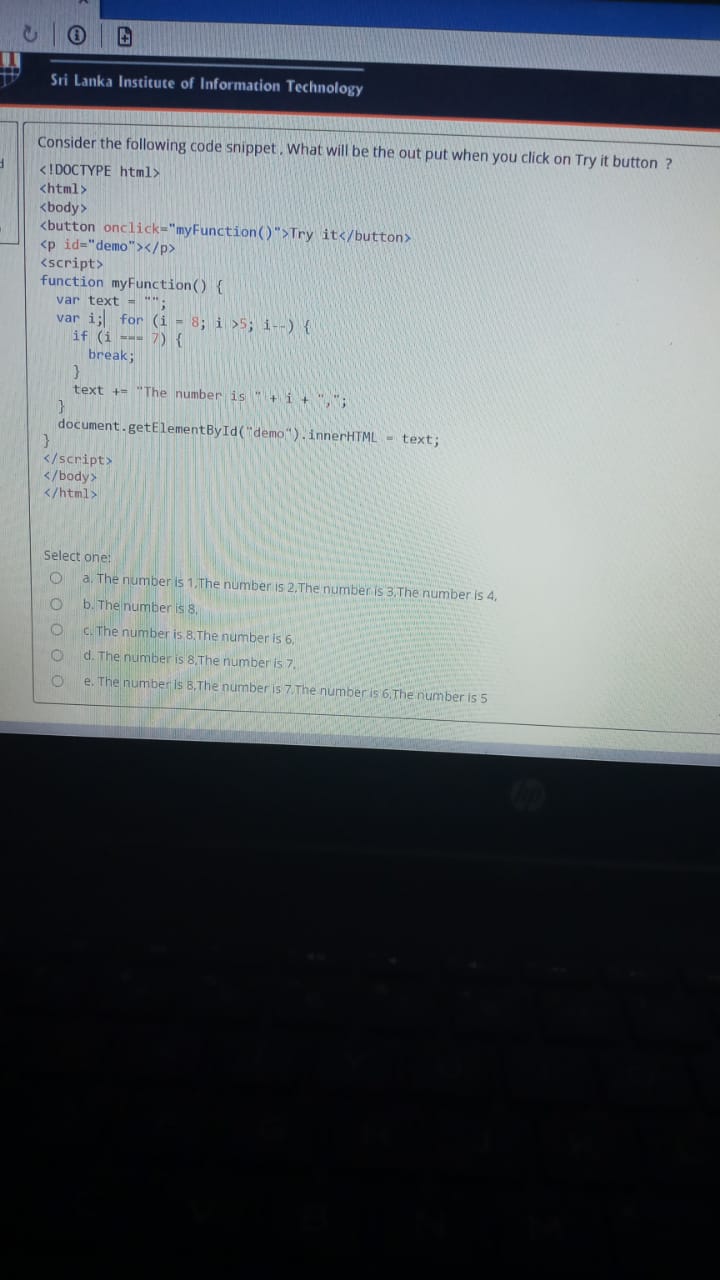 Sri Lanka Institute of Information Technology
Consider the following code snippet. What will be the out put when you click on Try it button ?
<!DOCTYPE html>
<html>
<body>
<button onclick="myFunction()">Try it</button>
<p id="demo"></p>
<script>
function myFunction() {
var text = "";
var i; for (i = 8; i >5; i--) {
if (i === 7) {
break;
}
text += "The number is " + i + ",";
}
document.getElementById("demo").innerHTML = text;
}
</script>
</body>
</html>
Select one:
a. The number is 1,The number is 2,The number is 3,The number is 4,
b. The number is 8,
c. The number is 8,The number is 6,
d. The number is 8,The number is 7,
e. The number is 8,The number is 7,The number is 6,The number is 5
hp